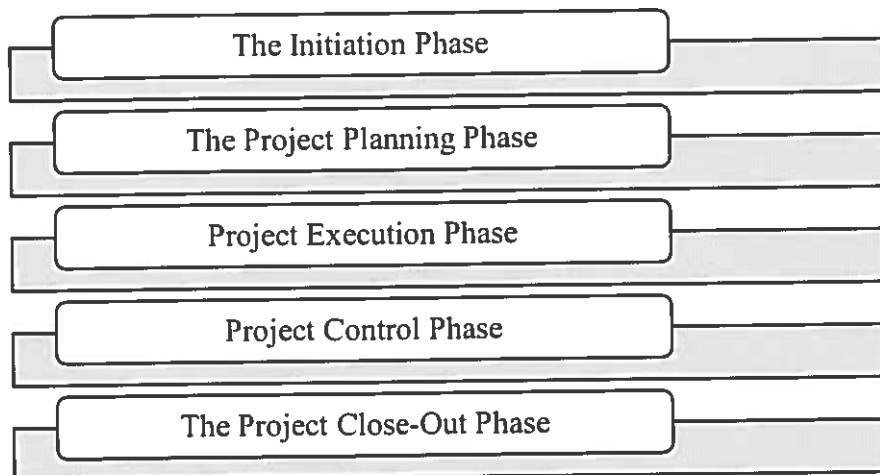 The Initiation Phase
The Project Planning Phase
Project Execution Phase
Project Control Phase
The Project Close-Out Phase